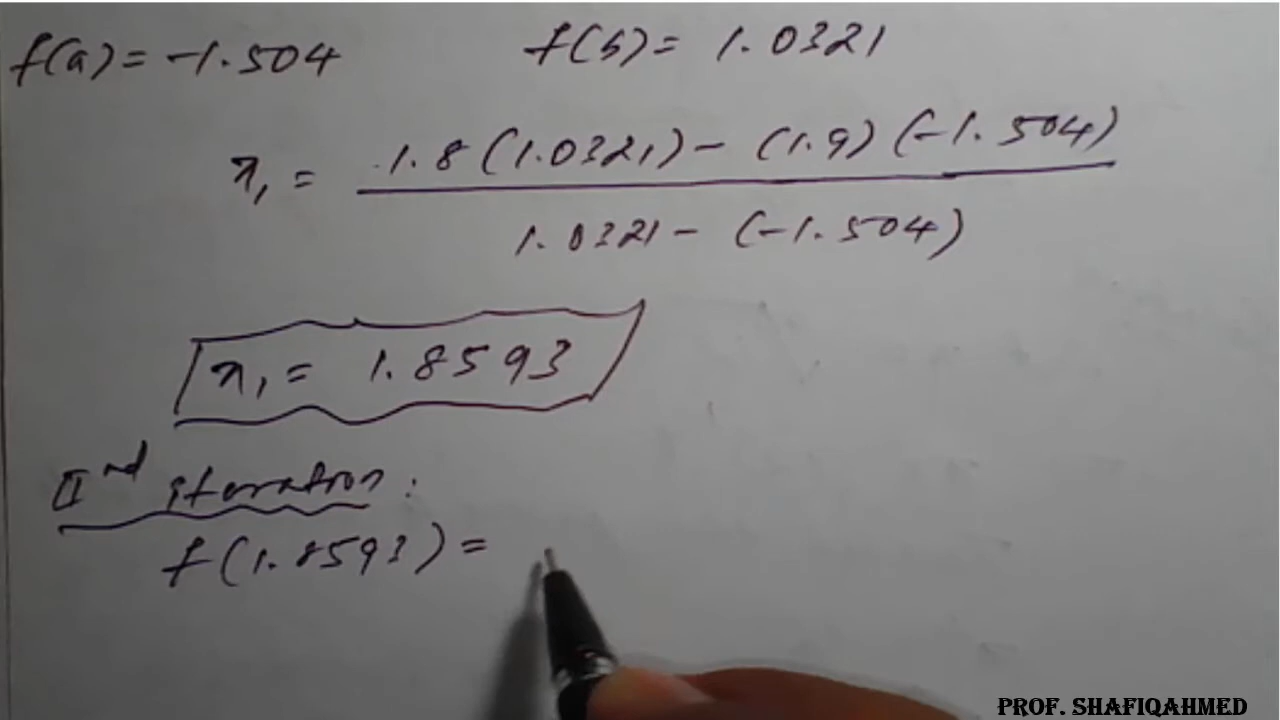 f(a) = -1.504 f(b) = 1.0321
x₁ = 1.8 (1.0321) - (1.9) (-1.504)
1.0321 - (-1.504)
x₁ = 1.8593
IInd iteration:
f(1.8593) =
PROF. SHAFIQAHMED